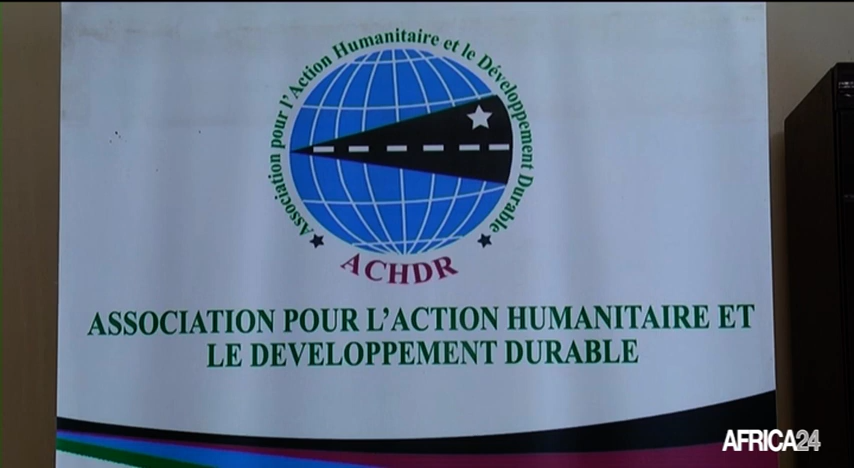 Association pour l'Action Humanitaire et le Développement Durable
ACHDR
ASSOCIATION POUR L'ACTION HUMANITAIRE ET
LE DEVELOPPEMENT DURABLE
AFRICA24